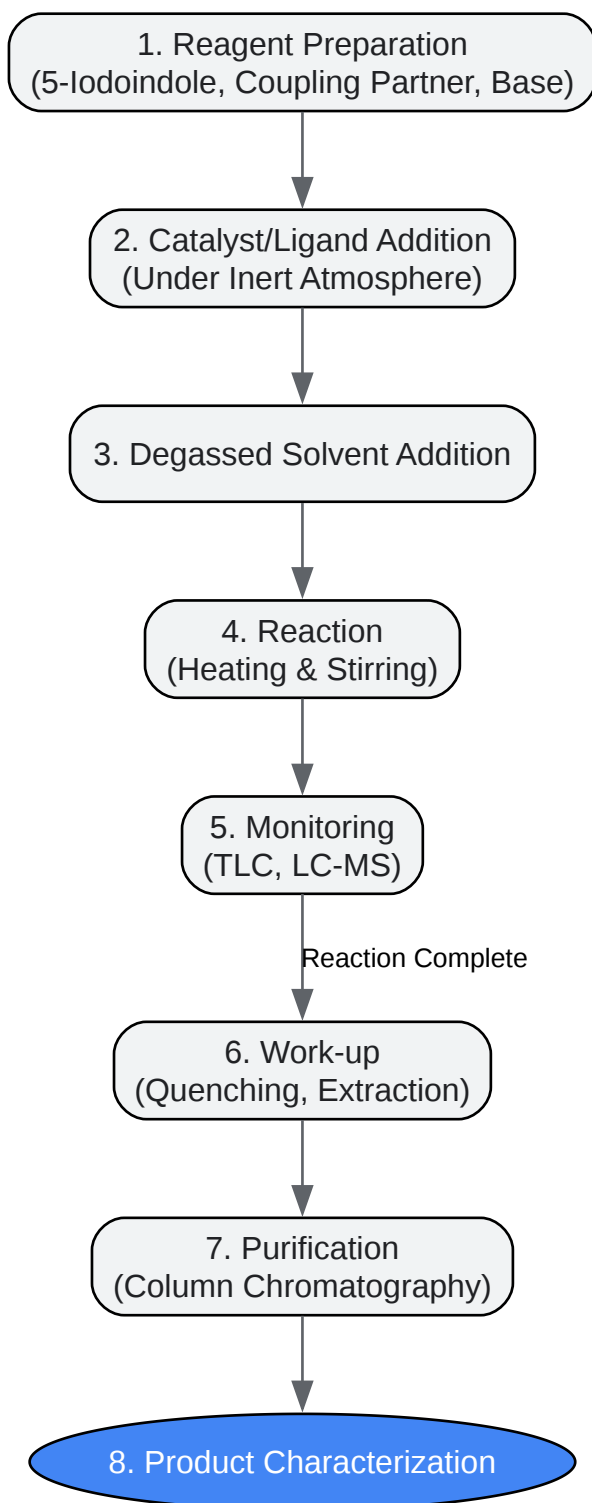 1. Reagent Preparation
(5-Iodoindole, Coupling Partner, Base)
2. Catalyst/Ligand Addition
(Under Inert Atmosphere)
3. Degassed Solvent Addition
4. Reaction
(Heating & Stirring)
5. Monitoring
(TLC, LC-MS)
Reaction Complete
6. Work-up
(Quenching, Extraction)
7. Purification
(Column Chromatography)
8. Product Characterization